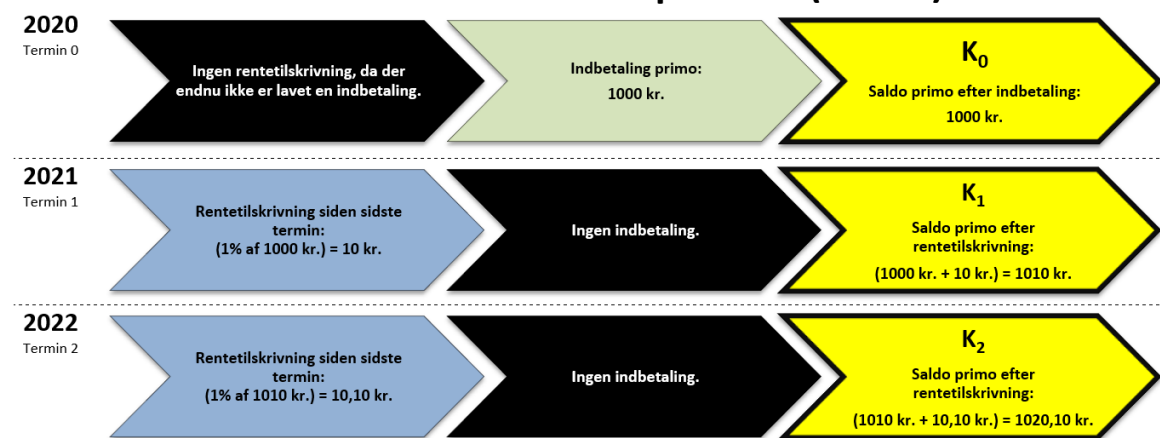 2020
Termin 0
Ingen rentetilskrivning, da der
endnu ikke er lavet en indbetaling.
Indbetaling primo:
1000 kr.
K₀
Saldo primo efter indbetaling:
1000 kr.
2021
Termin 1
Rentetilskrivning siden sidste
termin:
(1% af 1000 kr.) = 10 kr.
Ingen indbetaling.
K₁
Saldo primo efter
rentetilskrivning:
(1000 kr. + 10 kr.) = 1010 kr.
2022
Termin 2
Rentetilskrivning siden sidste
termin:
(1% af 1010 kr.) = 10,10 kr.
Ingen indbetaling.
K₂
Saldo primo efter
rentetilskrivning:
(1010 kr. + 10,10 kr.) = 1020,10 kr.